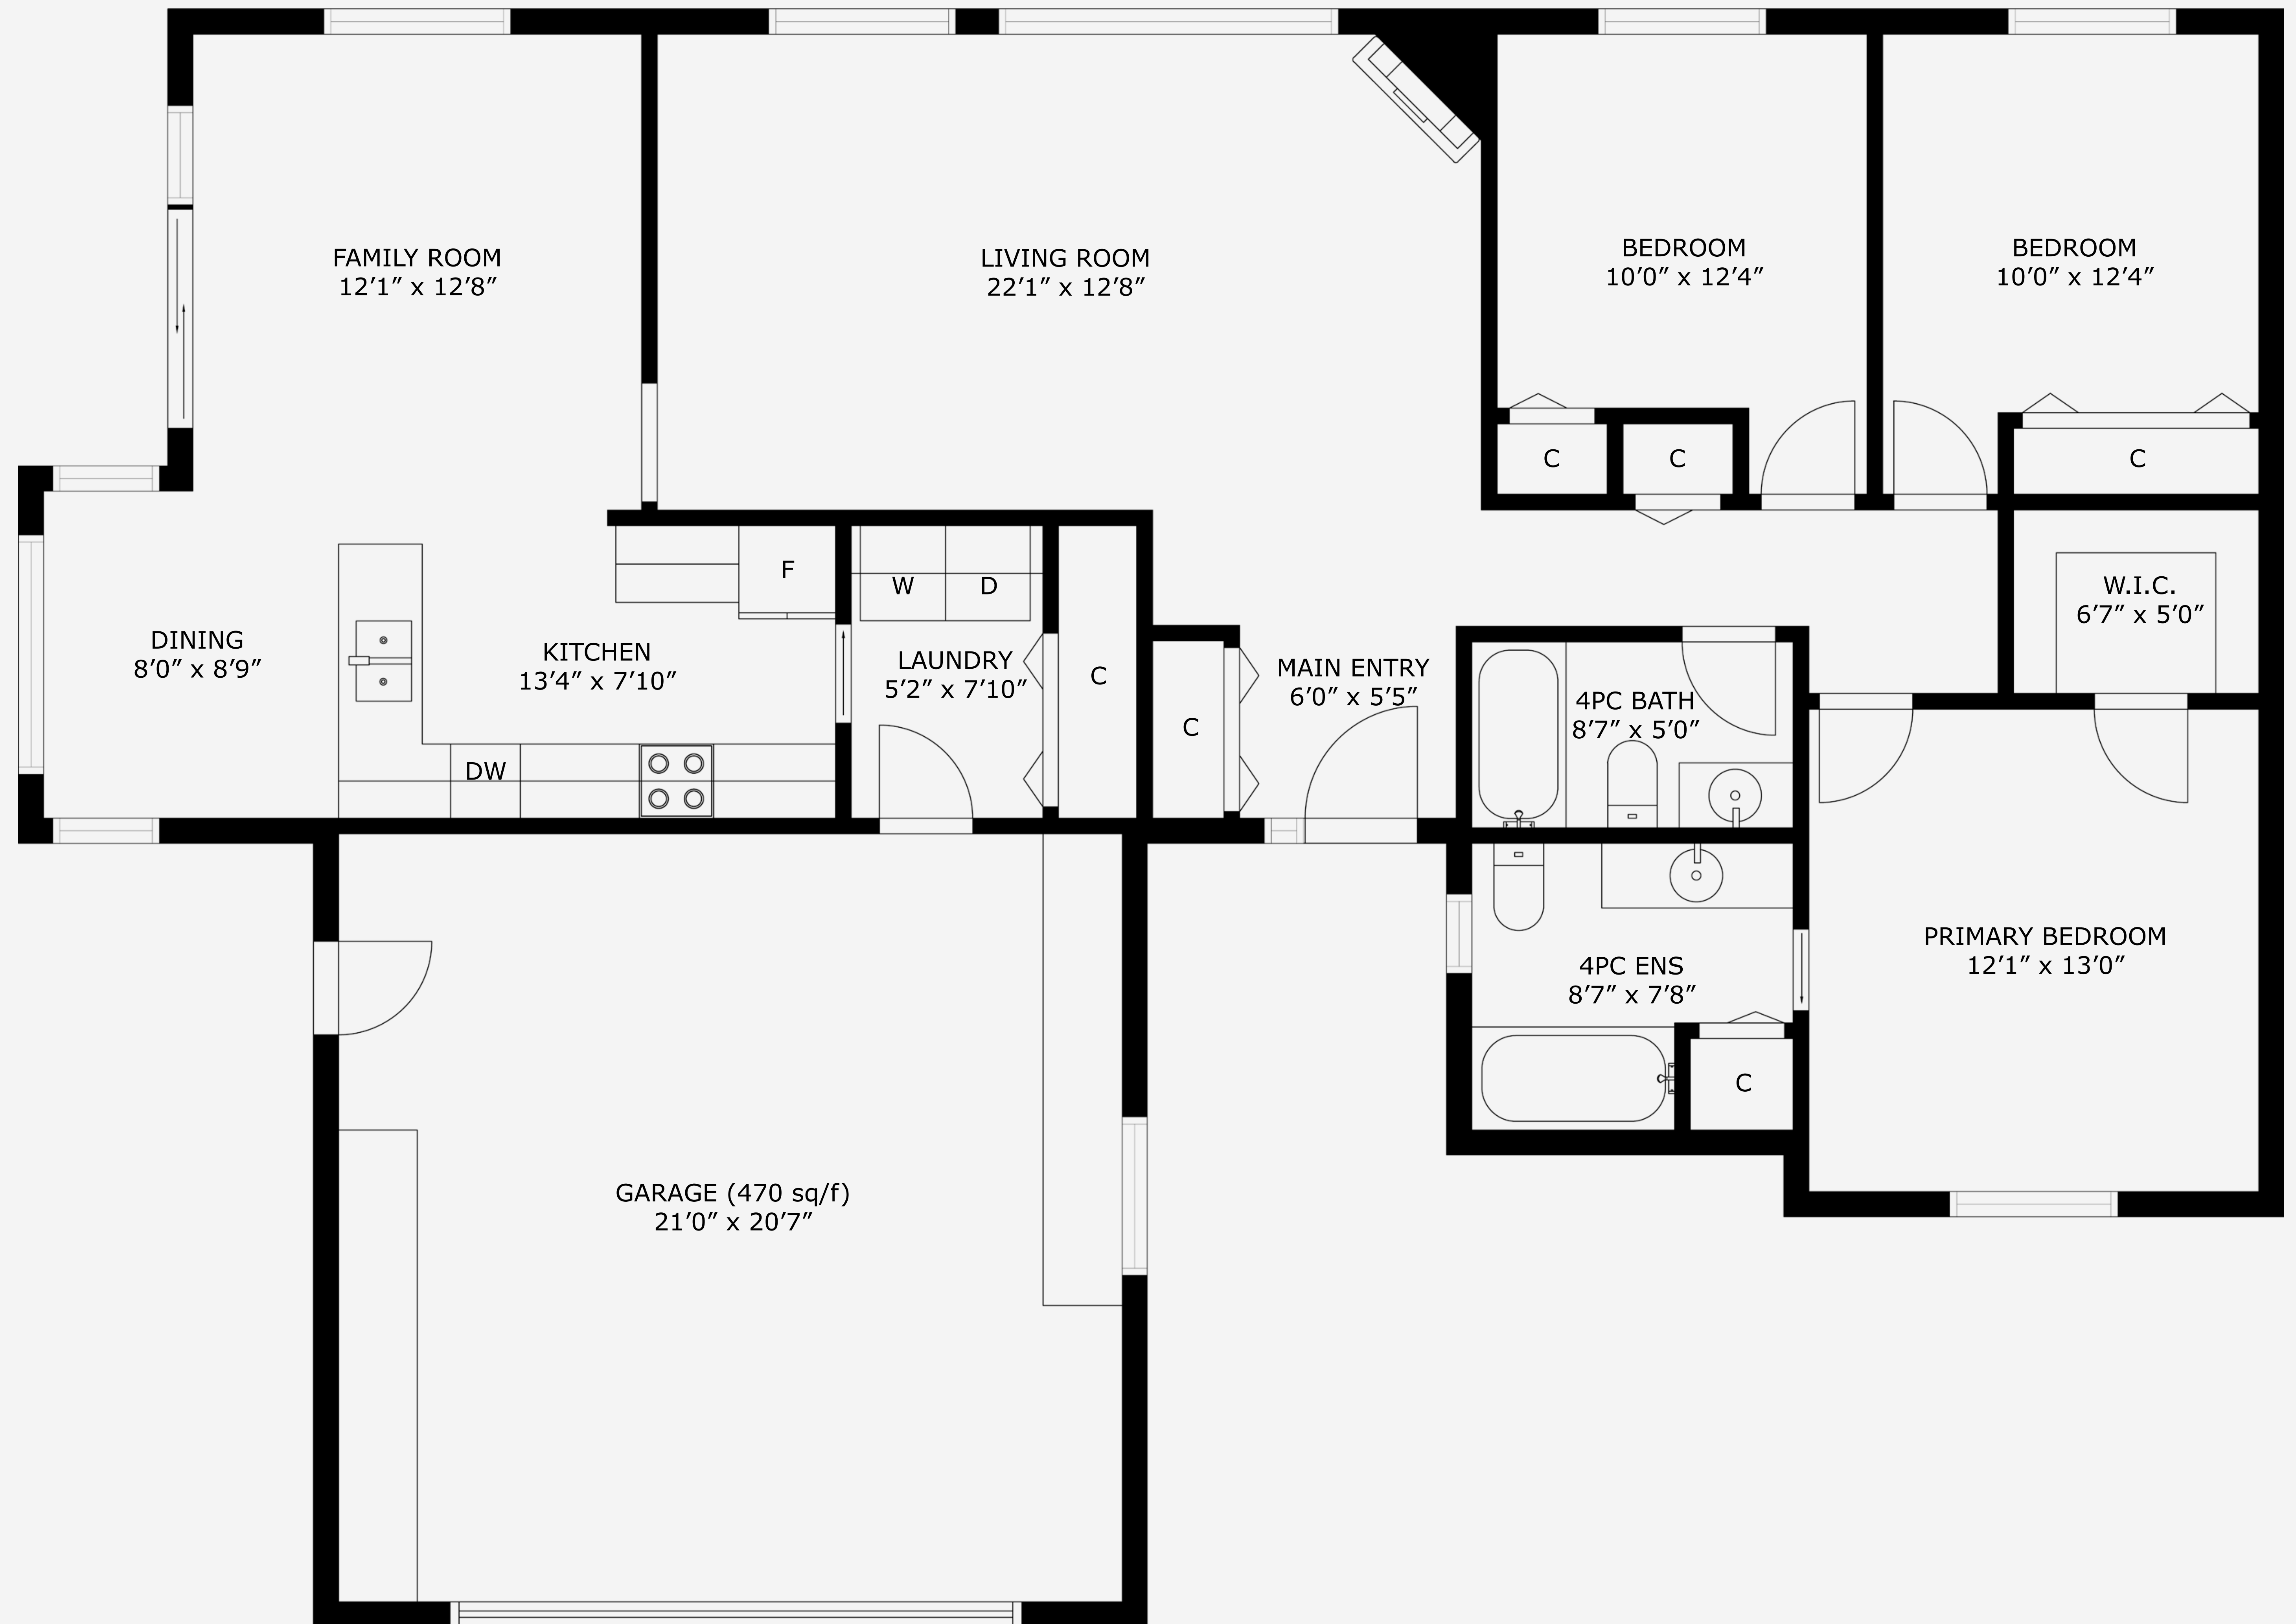 FAMILY ROOM
12’1” x 12’8”
LIVING ROOM
22’1” x 12’8”
BEDROOM
10’0” x 12’4”
BEDROOM
10’0” x 12’4”
C
C
C
F
W
D
DINING
8’0” x 8’9”
KITCHEN
13’4” x 7’10”
LAUNDRY
5’2” x 7’10”
C
C
MAIN ENTRY
6’0” x 5’5”
4PC BATH
8’7” x 5’0”
W.I.C.
6’7” x 5’0”
DW
4PC ENS
8’7” x 7’8”
PRIMARY BEDROOM
12’1” x 13’0”
C
GARAGE (470 sq/f)
21’0” x 20’7”